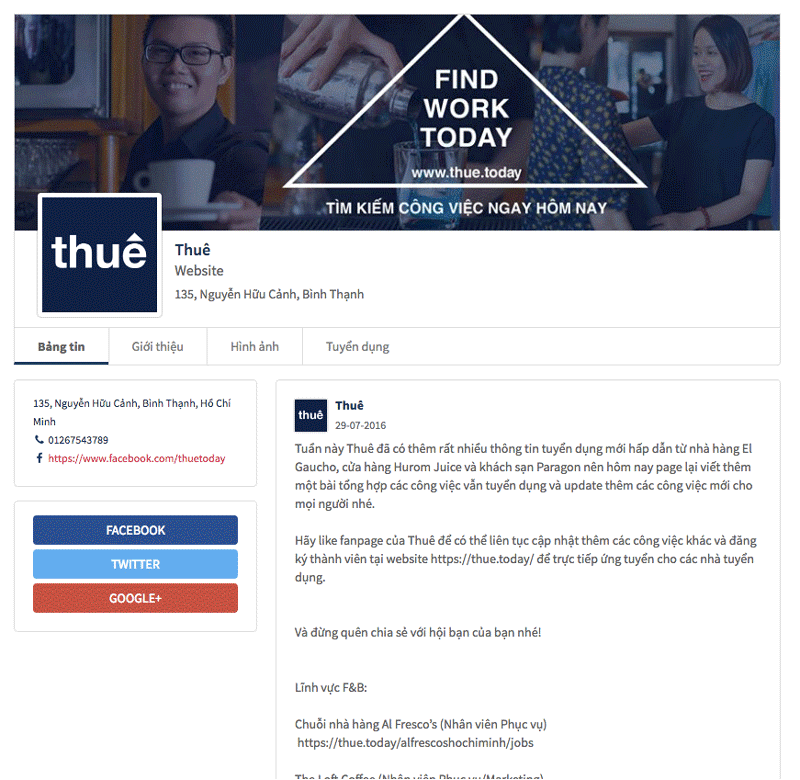 FIND
WORK
TODAY
www.thue.today
TÌM KIẾM CÔNG VIỆC NGAY HÔM NAY
thuê
Thuê
Website
135, Nguyễn Hữu Cảnh, Bình Thạnh
Bảng tin
Giới thiệu
Hình ảnh
Tuyển dụng
135, Nguyễn Hữu Cảnh, Bình Thạnh, Hồ Chí
Minh
01267543789
https://www.facebook.com/thuetoday
FACEBOOK
TWITTER
GOOGLE+
thuê
Thuê
29-07-2016
Tuần này Thuê đã có thêm rất nhiều thông tin tuyển dụng mới hấp dẫn từ nhà hàng El
Gaucho, cửa hàng Hurom Juice và khách sạn Paragon nên hôm nay page lại viết thêm
một bài tổng hợp các công việc vẫn tuyển dụng và update thêm các công việc mới cho
mọi người nhé.
Hãy like fanpage của Thuê để có thể liên tục cập nhật thêm các công việc khác và đăng
ký thành viên tại website https://thue.today/ để trực tiếp ứng tuyển cho các nhà tuyển
dụng.
Và đừng quên chia sẻ với hội bạn của bạn nhé!
Lĩnh vực F&B:
Chuỗi nhà hàng Al Fresco's (Nhân viên Phục vụ)
https://thue.today/alfrescoshochiminh/jobs
The Loft Coffee (Nhân viên Phục vụ/Marketing)